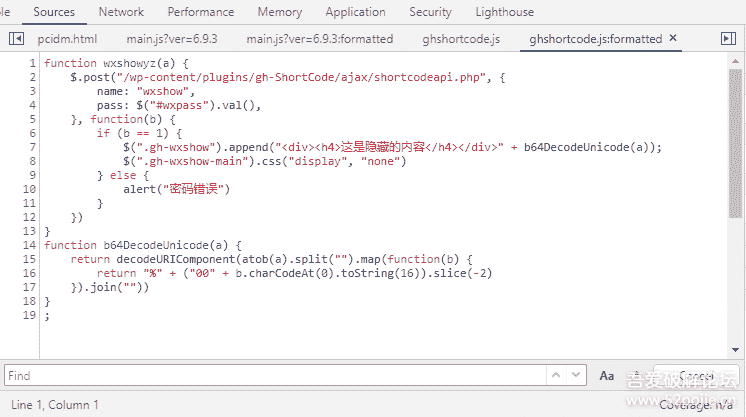 Sources Network Performance Memory Application Security Lighthouse
pcidm.html main.js?ver=6.9.3 main.js?ver=6.9.3:formatted ghshortcode.js ghshortcode.js:formatted ×
1 function wxshowyz(a) {
2 $.post("/wp-content/plugins/gh-ShortCode/ajax/shortcodeapi.php", {
3 name: "wxshow",
4 pass: $("#wxpass").val(),
5 }, function(b) {
6 if (b == 1) {
7 $(".gh-wxshow").append("<div><h4>这是隐藏的内容</h4></div>" + b64DecodeUnicode(a));
8 $(".gh-wxshow-main").css("display", "none")
9 } else {
10 alert("密码错误")
11 }
12 })
13 }
14 function b64DecodeUnicode(a) {
15 return decodeURIComponent(atob(a).split("").map(function(b) {
16 return "%" + ("00" + b.charCodeAt(0).toString(16)).slice(-2)
17 }).join(""))
18 }
19 ;
Find Aa .* Cancel
吾爱破解论坛
www.52pojie.cn
Line 1, Column 1 Coverage: n/a